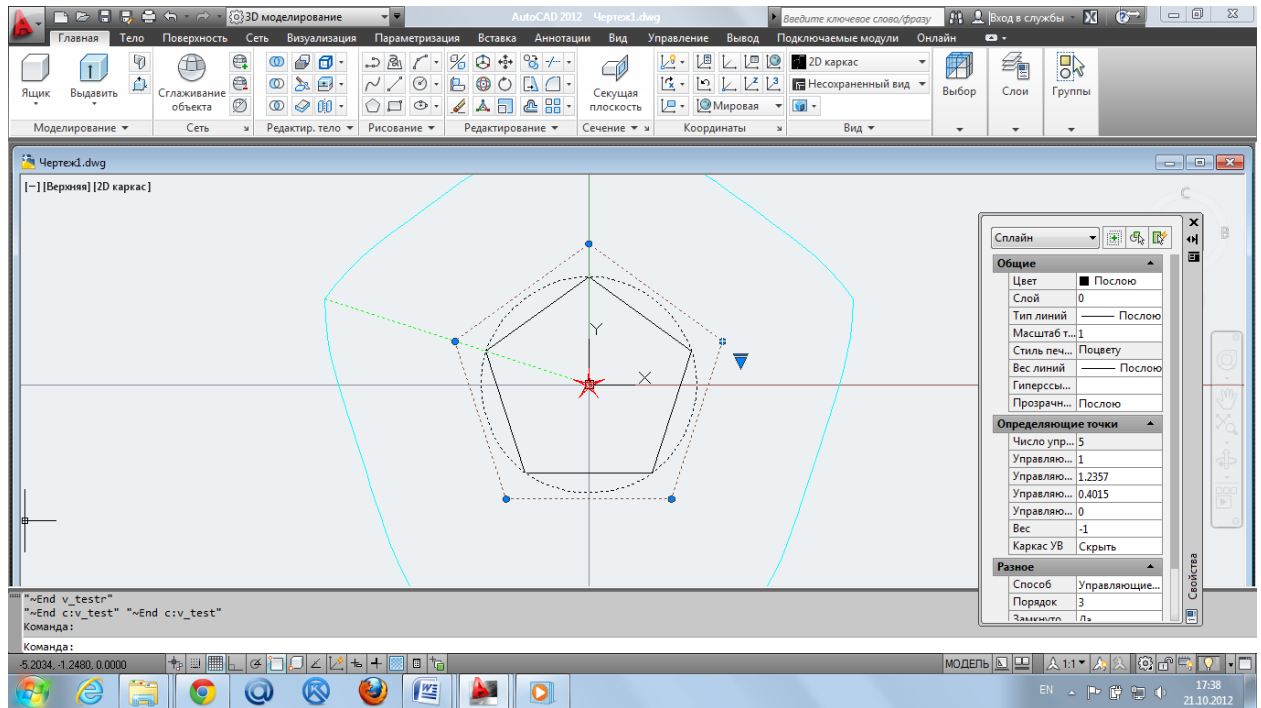 3D моделирование
AutoCAD 2012 Чертеж1.dwg
Введите ключевое слово/фразу
Вход в службы
Главная Тело Поверхность Сеть Визуализация Параметризация Вставка Аннотации Вид Управление Вывод Подключаемые модули Онлайн
Ящик
Выдавить
Сглаживание
объекта
Секущая
плоскость
Мировая
2D каркас
Несохраненный вид
Выбор
Слои
Группы
Моделирование Сеть Редактир. тело Рисование Редактирование Сечение Координаты Вид
Чертеж1.dwg
[−] [Верхняя] [2D каркас]
С
В
Y
X
Сплайн
Общие
Цвет Послою
Слой 0
Тип линий Послою
Масштаб т... 1
Стиль печ... Поцвету
Вес линий Послою
Гиперссы...
Прозрачн... Послою
Определяющие точки
Число упр... 5
Управляю... 1
Управляю... 1.2357
Управляю... 0.4015
Управляю... 0
Вес -1
Каркас УВ Скрыть
Разное
Способ Управляющие...
Порядок 3
Замкнуто Да
Свойства
"~End v_testr"
"~End c:v_test" "~End c:v_test"
Команда:
Команда:
-5.2034, -1.2480, 0.0000
МОДЕЛЬ
1:1
EN
17:38
21.10.2012